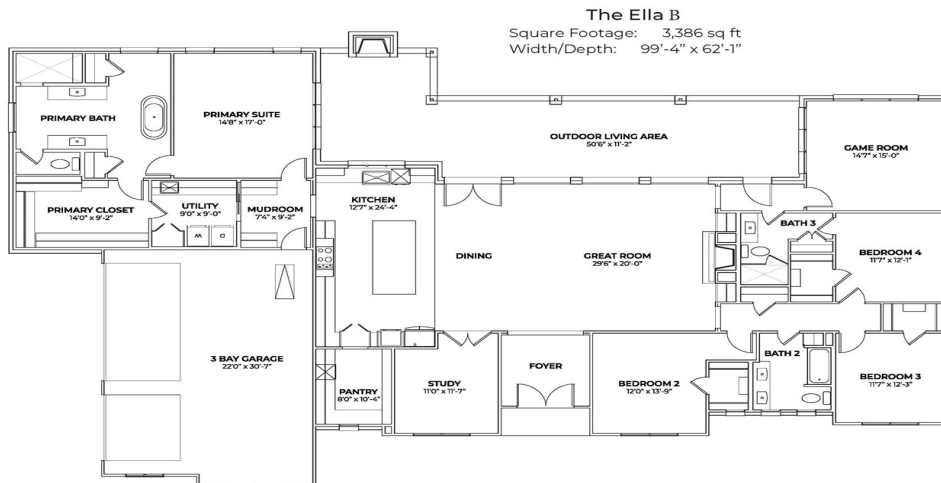 The Ella B
Square Footage: 3,386 sq ft
Width/Depth: 99'-4" x 62'-1"
PRIMARY BATH
PRIMARY SUITE
14'8" x 17'-0"
OUTDOOR LIVING AREA
50'6" x 11'-2"
GAME ROOM
14'7" x 15'-0"
PRIMARY CLOSET
14'0" x 9'-2"
UTILITY
9'0" x 9'-0"
W
D
MUDROOM
7'4" x 9'-2"
KITCHEN
12'7" x 24'-4"
DINING
GREAT ROOM
29'6" x 20'-0"
BATH 3
BEDROOM 4
11'7" x 12'-1"
3 BAY GARAGE
22'0" x 30'-7"
PANTRY
8'0" x 10'-4"
STUDY
11'0" x 11'-7"
FOYER
BEDROOM 2
12'0" x 13'-9"
BATH 2
BEDROOM 3
11'7" x 12'-3"